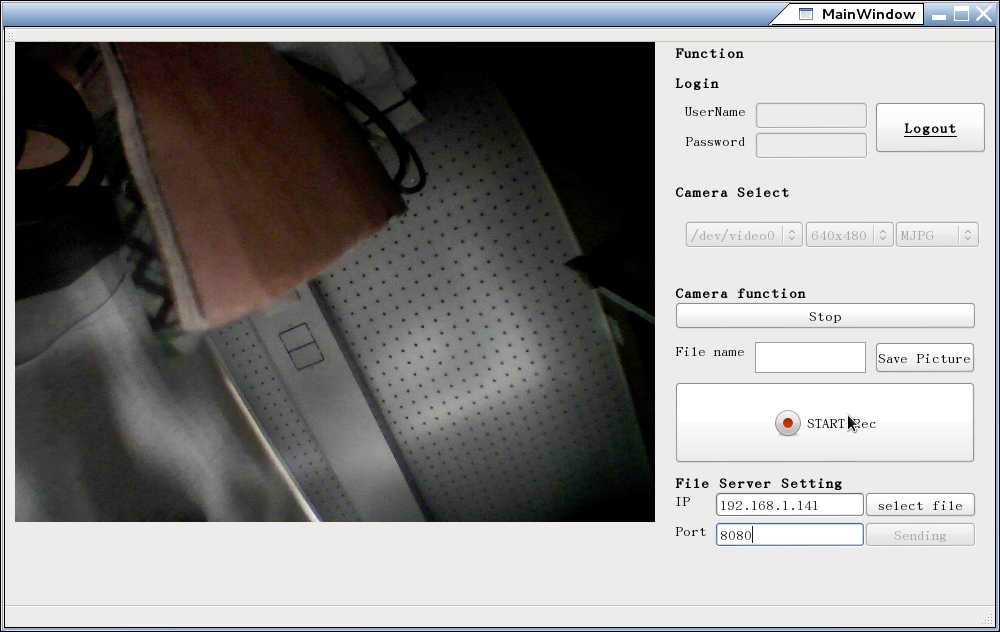 MainWindow
Function
Login
UserName
Logout
Password
Camera Select
/dev/video0 640x480 MJPG
Camera function
Stop
File name Save Picture
START Rec
File Server Setting
IP 192.168.1.141 select file
Port 8080 Sending